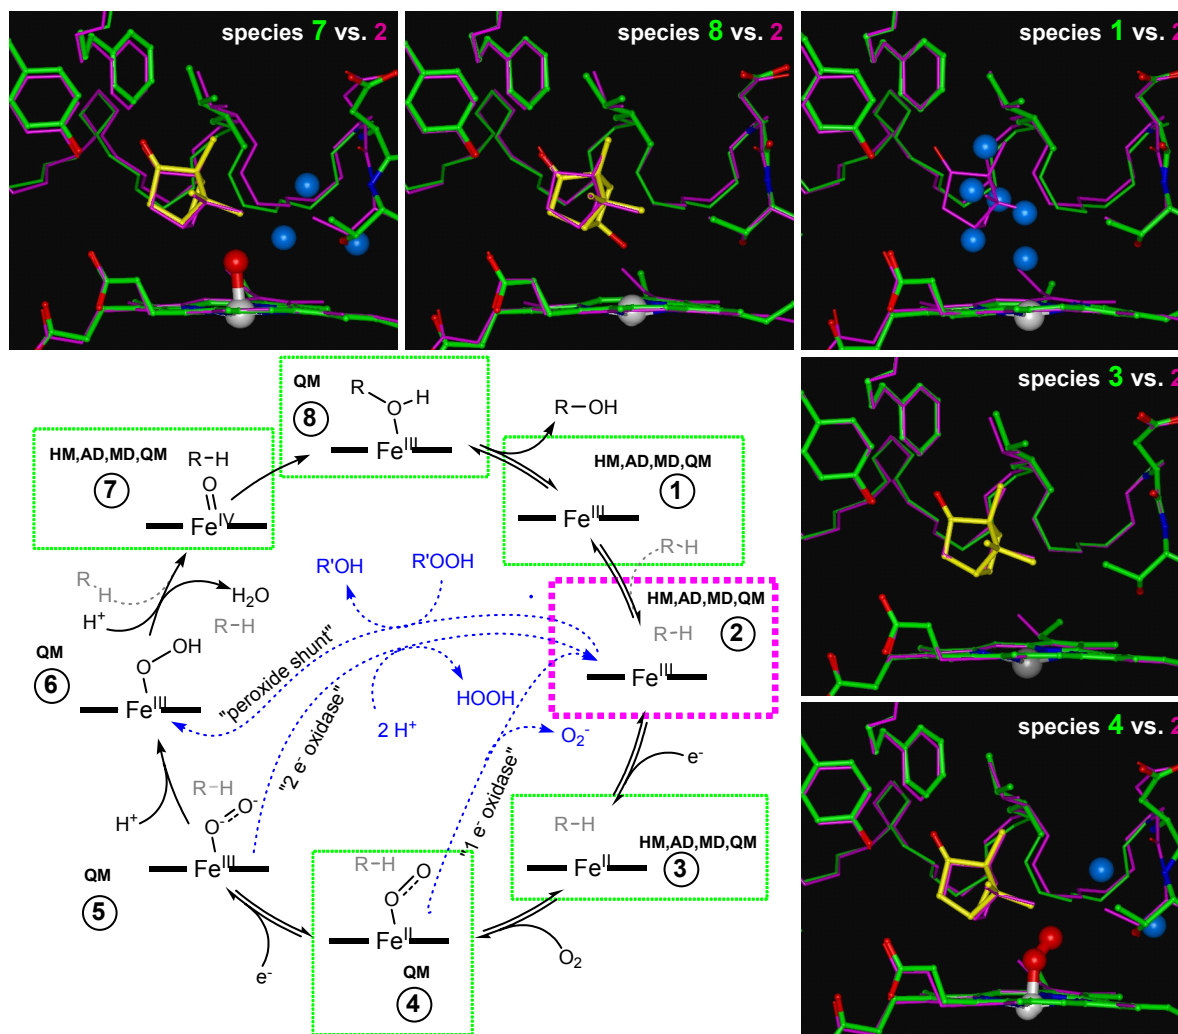 species 7 vs. 2
species 8 vs. 2
species 1 vs. 2
QM
8
R
O
H
Fe^III
R-OH
HM,AD,MD,QM
7
R-H
O
Fe^IV
HM,AD,MD,QM
1
Fe^III
R-H
species 3 vs. 2
R'OH
R'OOH
HM,AD,MD,QM
2
R-H
Fe^III
R
H
H^+
H_2O
R-H
"peroxide shunt"
"2 e^- oxidase"
2 H^+
HOOH
"1 e^- oxidase"
O_2^-
QM
6
O
OH
Fe^III
e^-
species 4 vs. 2
H^+
R-H
O^-
O^-
Fe^III
QM
5
R-H
Fe^II
HM,AD,MD,QM
3
R-H
O
O
Fe^II
QM
4
e^-
O_2